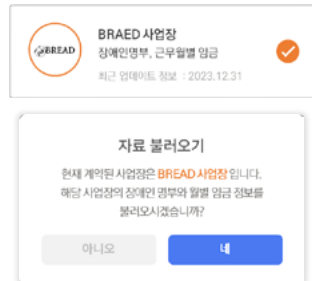 BREAD
BRAED 사업장
장애인명부, 근무월별 임금
최근 업데이트 정보 : 2023.12.31
자료 불러오기
현재 계약된 사업장은 BREAD 사업장 입니다.
해당 사업장의 장애인 명부와 월별 임금 정보를
불러오시겠습니까?
아니오
네